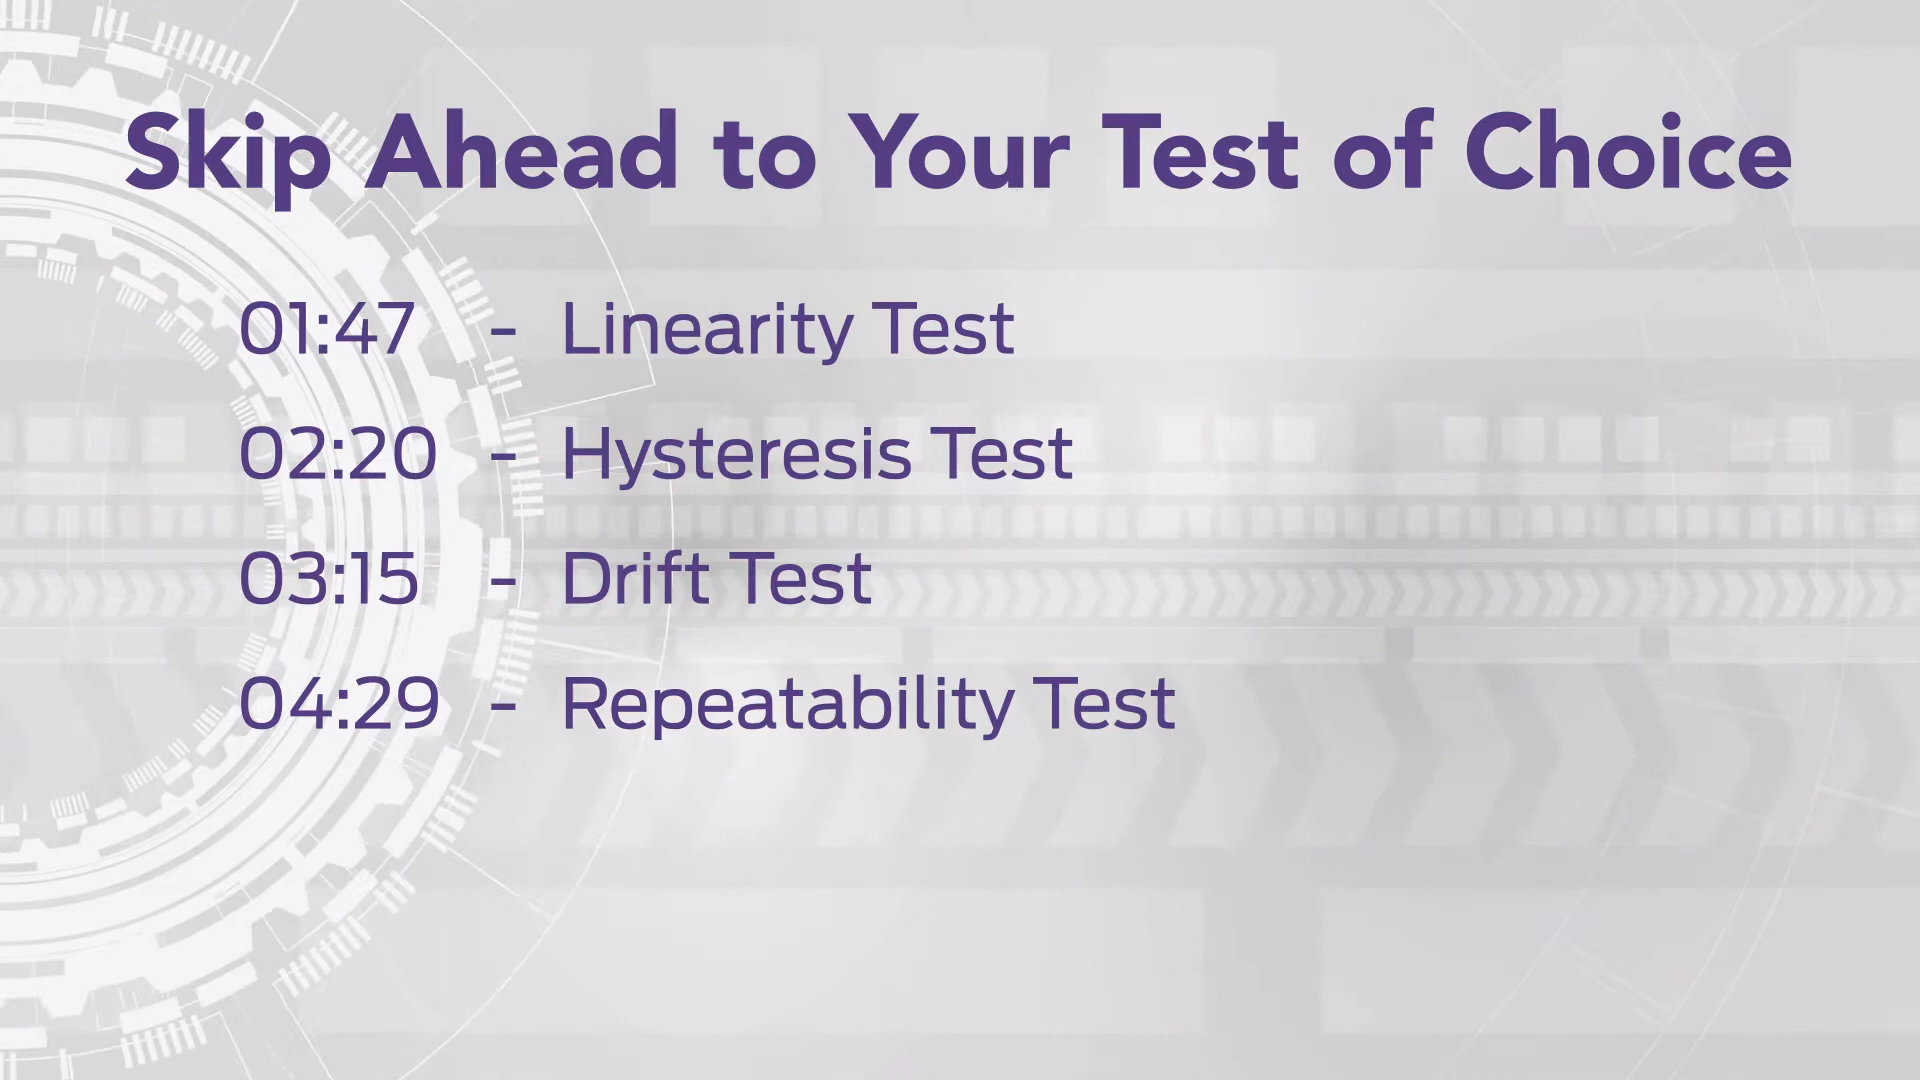 Skip Ahead to Your Test of Choice
01:47 - Linearity Test
02:20 - Hysteresis Test
03:15 - Drift Test
04:29 - Repeatability Test